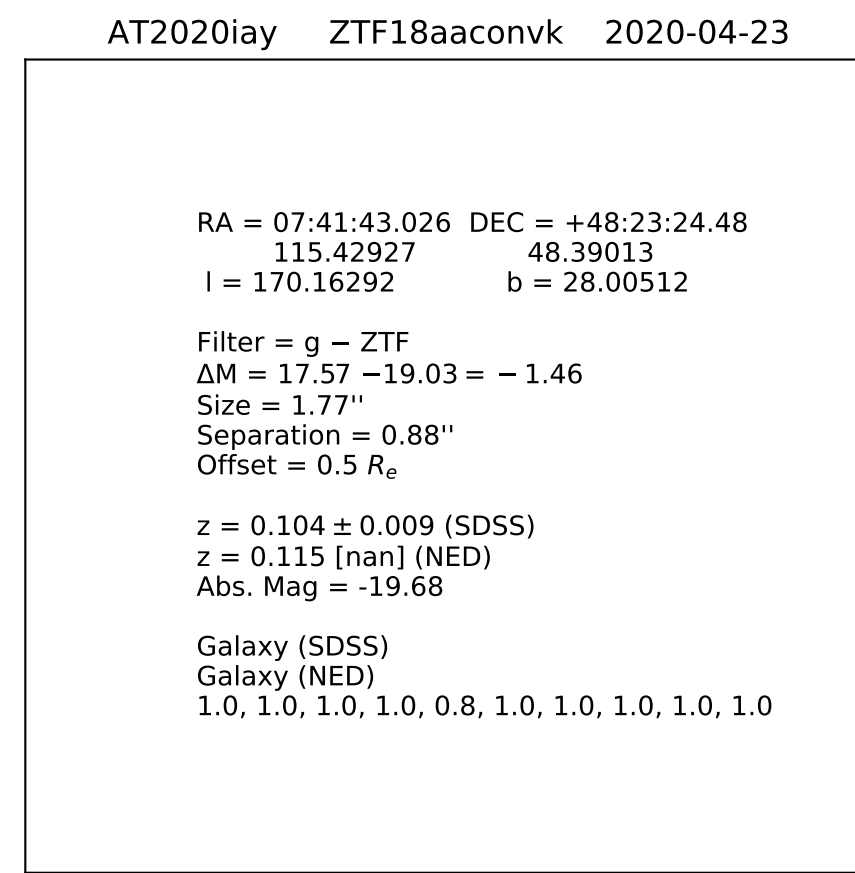 AT2020iay ZTF18aaconvk 2020-04-23
RA = 07:41:43.026 DEC = +48:23:24.48
115.42927 48.39013
l = 170.16292 b = 28.00512
Filter = g − ZTF
ΔM = 17.57 −19.03 = − 1.46
Size = 1.77''
Separation = 0.88''
Offset = 0.5 Re
z = 0.104 ± 0.009 (SDSS)
z = 0.115 [nan] (NED)
Abs. Mag = -19.68
Galaxy (SDSS)
Galaxy (NED)
1.0, 1.0, 1.0, 1.0, 0.8, 1.0, 1.0, 1.0, 1.0, 1.0